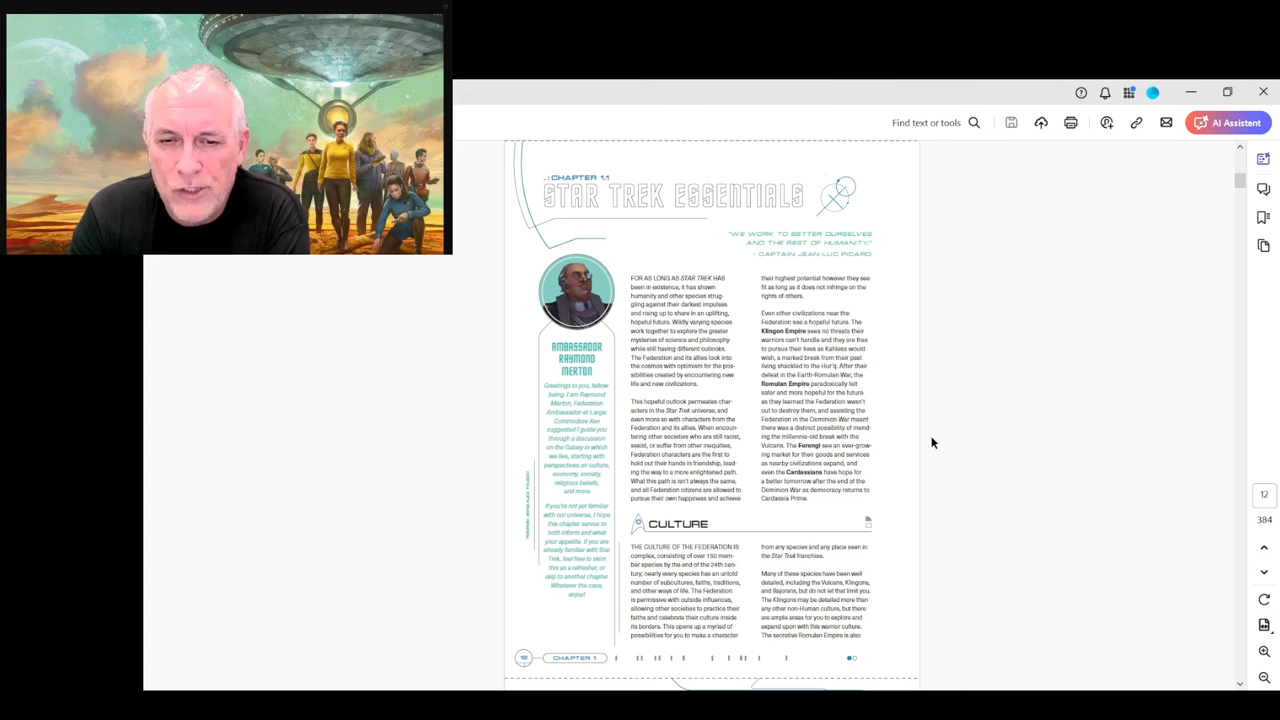 Find text or tools
AI Assistant
.:CHAPTER 1.1
STAR TREK ESSENTIALS
"WE WORK TO BETTER OURSELVES
AND THE REST OF HUMANITY."
- CAPTAIN JEAN-LUC PICARD
AMBASSADOR
RAYMOND
MERTON
Greetings to you, fellow-
being. I am Raymond
Merton, Federation
Ambassador-at-Large.
Commodore Xan
suggested I guide you
through a discussion
on the Galaxy in which
we live, starting with
perspectives on culture,
economy, society,
religious beliefs,
and more.
If you're not yet familiar
with our universe, I hope
this chapter serves to
both inform and whet
your appetite. If you are
already familiar with Star
Trek, feel free to skim
this as a refresher, or
skip to another chapter
Whatever the case,
enjoy!
FOR AS LONG AS STAR TREK HAS
been in existence, it has shown
humanity and other species strug-
gling against their darkest impulses
and rising up to share in an uplifting,
hopeful future. Wildly varying species
work together to explore the greater
mysteries of science and philosophy
while still having different outlooks.
The Federation and its allies look into
the cosmos with optimism for the pos-
sibilities created by encountering new
life and new civilizations.
This hopeful outlook permeates char-
acters in the Star Trek universe, and
even more so with characters from the
Federation and its allies. When encoun-
tering other societies who are still racist,
sexist, or suffer from other inequities,
Federation characters are the first to
hold out their hands in friendship, lead-
ing the way to a more enlightened path.
What this path is isn't always the same,
and all Federation citizens are allowed to
pursue their own happiness and achieve
their highest potential however they see
fit as long as it does not infringe on the
rights of others.
Even other civilizations near the
Federation see a hopeful future. The
Klingon Empire sees no threats their
warriors can't handle and they are free
to pursue their lives as Kahless would
wish, a marked break from their past
living shackled to the Hur'q. After their
defeat in the Earth-Romulan War, the
Romulan Empire paradoxically felt
safer and more hopeful for the future
as they learned the Federation wasn't
out to destroy them, and assisting the
Federation in the Dominion War meant
there was a distinct possibility of mend-
ing the millennia-old break with the
Vulcans. The Ferengi see an ever-grow-
ing market for their goods and services
as nearby civilizations expand, and
even the Cardassians have hope for
a better tomorrow after the end of the
Dominion War as democracy returns to
Cardassia Prime.
CULTURE
THE CULTURE OF THE FEDERATION IS
complex, consisting of over 150 mem-
ber species by the end of the 24th cen-
tury; nearly every species has an untold
number of subcultures, faiths, traditions,
and other ways of life. The Federation
is permissive with outside influences,
allowing other societies to practice their
faiths and celebrate their culture inside
its borders. This opens up a myriad of
possibilities for you to make a character
from any species and any place seen in
the Star Trek franchise.
Many of these species have been well
detailed, including the Vulcans, Klingons,
and Bajorans, but do not let that limit you.
The Klingons may be detailed more than
any other non-Human culture, but there
are ample areas for you to explore and
expand upon with this warrior culture.
The secretive Romulan Empire is also
12
CHAPTER 1
12
384